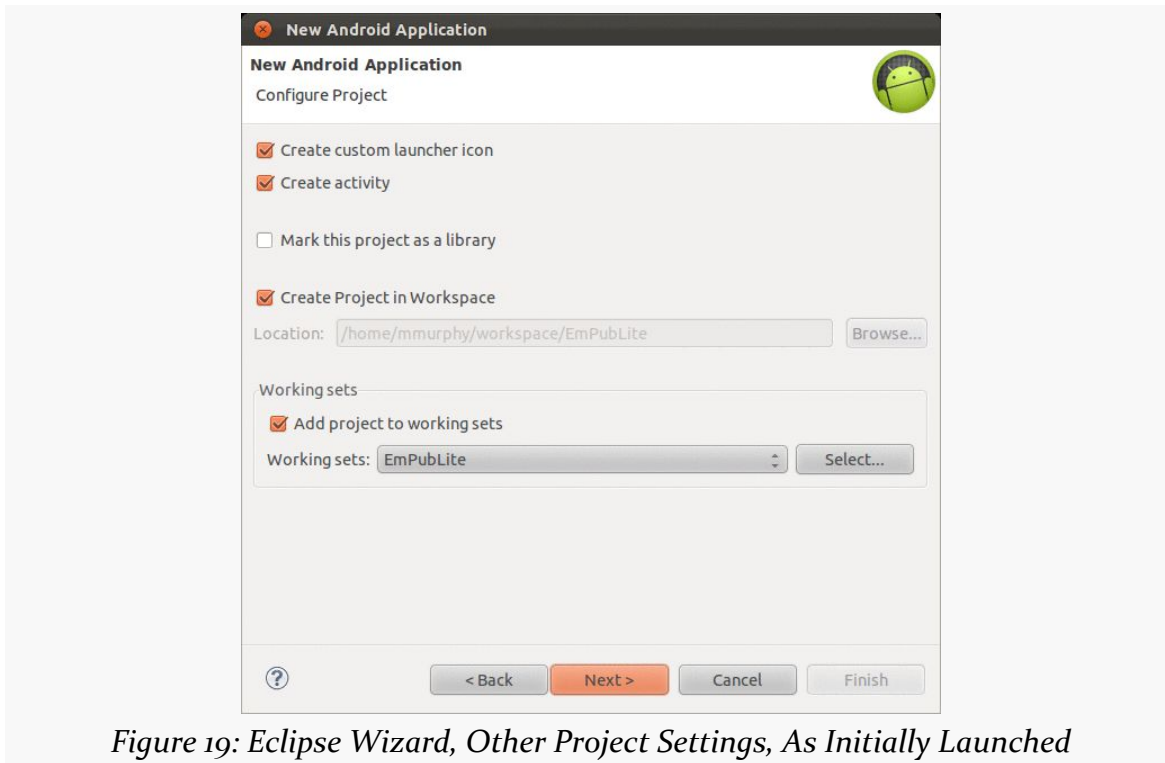 New Android Application
New Android Application
Configure Project
Create custom launcher icon
Create activity
Mark this project as a library
Create Project in Workspace
Location: /home/mmurphy/workspace/EmPubLite Browse...
Working sets
Add project to working sets
Working sets: EmPubLite Select...
? < Back Next > Cancel Finish
Figure 19: Eclipse Wizard, Other Project Settings, As Initially Launched